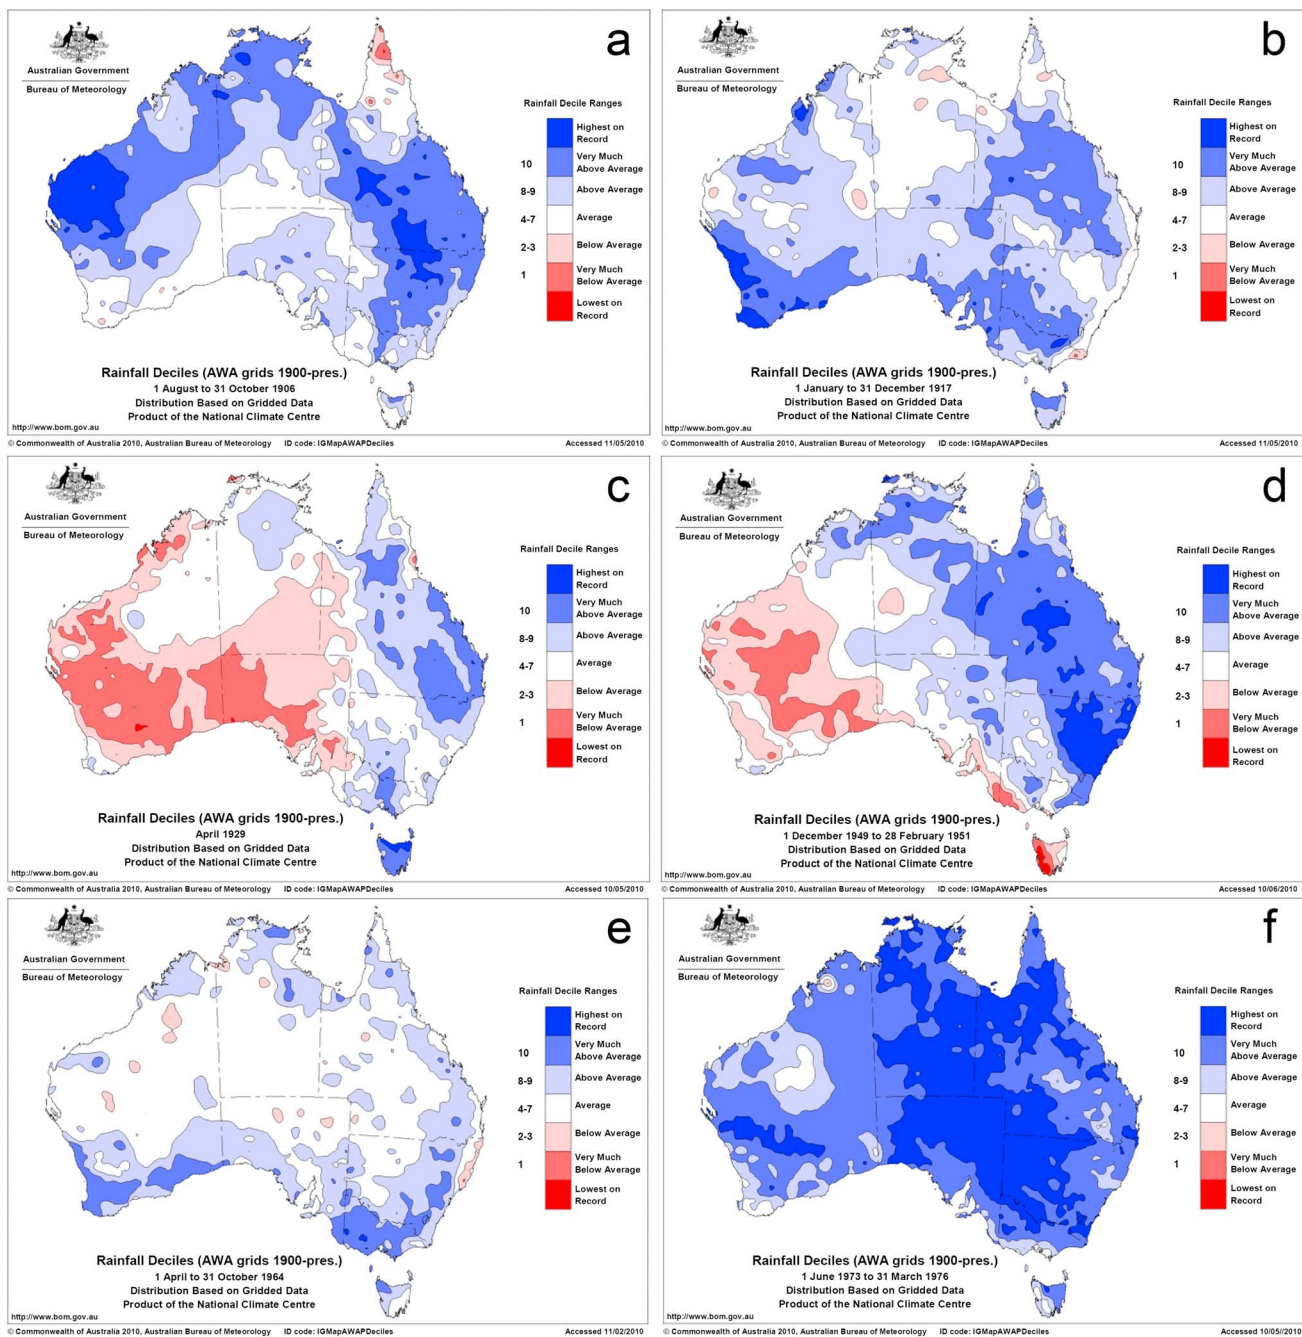 a
Australian Government
Bureau of Meteorology
Rainfall Decile Ranges
Highest on
Record
10
Very Much
Above Average
8-9
Above Average
4-7
Average
2-3
Below Average
1
Very Much
Below Average
Lowest on
Record
Rainfall Deciles (AWA grids 1900-pres.)
1 August to 31 October 1906
Distribution Based on Gridded Data
Product of the National Climate Centre
http://www.bom.gov.au
© Commonwealth of Australia 2010, Australian Bureau of Meteorology ID code: IGMapAWAPDeciles Accessed 11/05/2010
b
Australian Government
Bureau of Meteorology
Rainfall Decile Ranges
Highest on
Record
10
Very Much
Above Average
8-9
Above Average
4-7
Average
2-3
Below Average
1
Very Much
Below Average
Lowest on
Record
Rainfall Deciles (AWA grids 1900-pres.)
1 January to 31 December 1917
Distribution Based on Gridded Data
Product of the National Climate Centre
http://www.bom.gov.au
© Commonwealth of Australia 2010, Australian Bureau of Meteorology ID code: IGMapAWAPDeciles Accessed 11/05/2010
c
Australian Government
Bureau of Meteorology
Rainfall Decile Ranges
Highest on
Record
10
Very Much
Above Average
8-9
Above Average
4-7
Average
2-3
Below Average
1
Very Much
Below Average
Lowest on
Record
Rainfall Deciles (AWA grids 1900-pres.)
April 1929
Distribution Based on Gridded Data
Product of the National Climate Centre
http://www.bom.gov.au
© Commonwealth of Australia 2010, Australian Bureau of Meteorology ID code: IGMapAWAPDeciles Accessed 10/05/2010
d
Australian Government
Bureau of Meteorology
Rainfall Decile Ranges
Highest on
Record
10
Very Much
Above Average
8-9
Above Average
4-7
Average
2-3
Below Average
1
Very Much
Below Average
Lowest on
Record
Rainfall Deciles (AWA grids 1900-pres.)
1 December 1949 to 28 February 1951
Distribution Based on Gridded Data
Product of the National Climate Centre
http://www.bom.gov.au
© Commonwealth of Australia 2010, Australian Bureau of Meteorology ID code: IGMapAWAPDeciles Accessed 10/06/2010
e
Australian Government
Bureau of Meteorology
Rainfall Decile Ranges
Highest on
Record
10
Very Much
Above Average
8-9
Above Average
4-7
Average
2-3
Below Average
1
Very Much
Below Average
Lowest on
Record
Rainfall Deciles (AWA grids 1900-pres.)
1 April to 31 October 1964
Distribution Based on Gridded Data
Product of the National Climate Centre
http://www.bom.gov.au
© Commonwealth of Australia 2010, Australian Bureau of Meteorology ID code: IGMapAWAPDeciles Accessed 11/02/2010
f
Australian Government
Bureau of Meteorology
Rainfall Decile Ranges
Highest on
Record
10
Very Much
Above Average
8-9
Above Average
4-7
Average
2-3
Below Average
1
Very Much
Below Average
Lowest on
Record
Rainfall Deciles (AWA grids 1900-pres.)
1 June 1973 to 31 March 1976
Distribution Based on Gridded Data
Product of the National Climate Centre
http://www.bom.gov.au
© Commonwealth of Australia 2010, Australian Bureau of Meteorology ID code: IGMapAWAPDeciles Accessed 10/05//2010